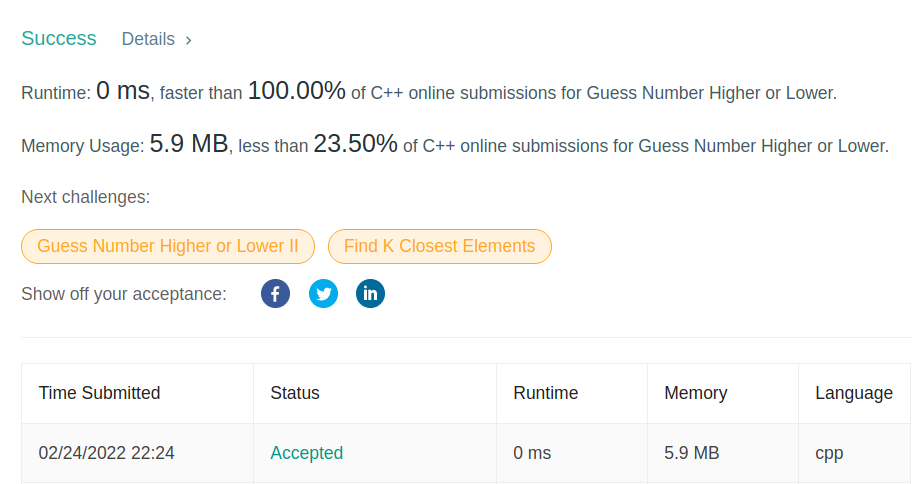 Success Details >
Runtime: 0 ms, faster than 100.00% of C++ online submissions for Guess Number Higher or Lower.
Memory Usage: 5.9 MB, less than 23.50% of C++ online submissions for Guess Number Higher or Lower.
Next challenges:
Guess Number Higher or Lower II Find K Closest Elements
Show off your acceptance: f in
Time Submitted Status Runtime Memory Language
02/24/2022 22:24 Accepted 0 ms 5.9 MB cpp